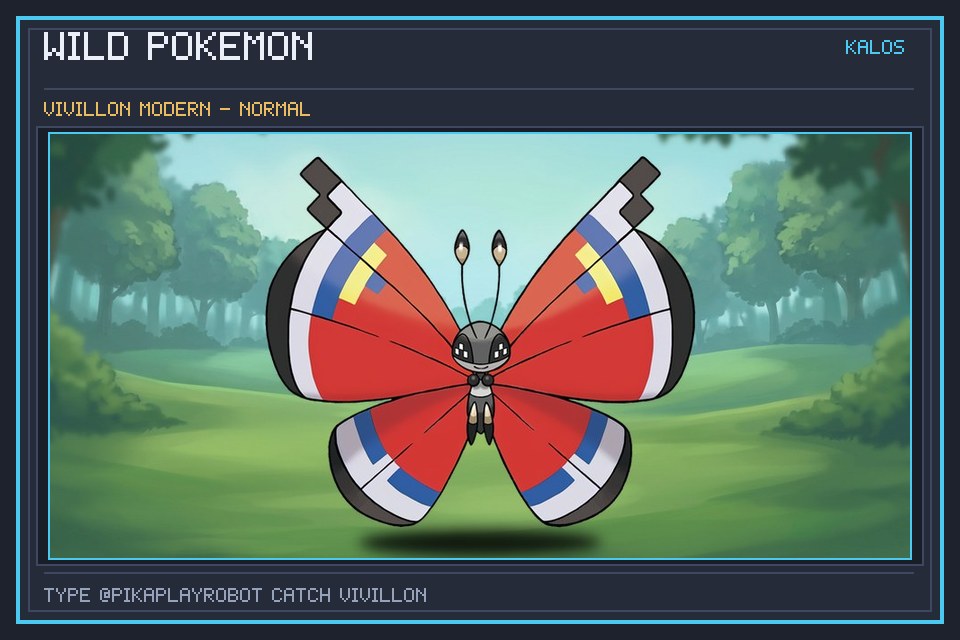 WILD POKEMON
KALOS
VIVILLON MODERN - NORMAL
TYPE @PIKAPLAYROBOT CATCH VIVILLON